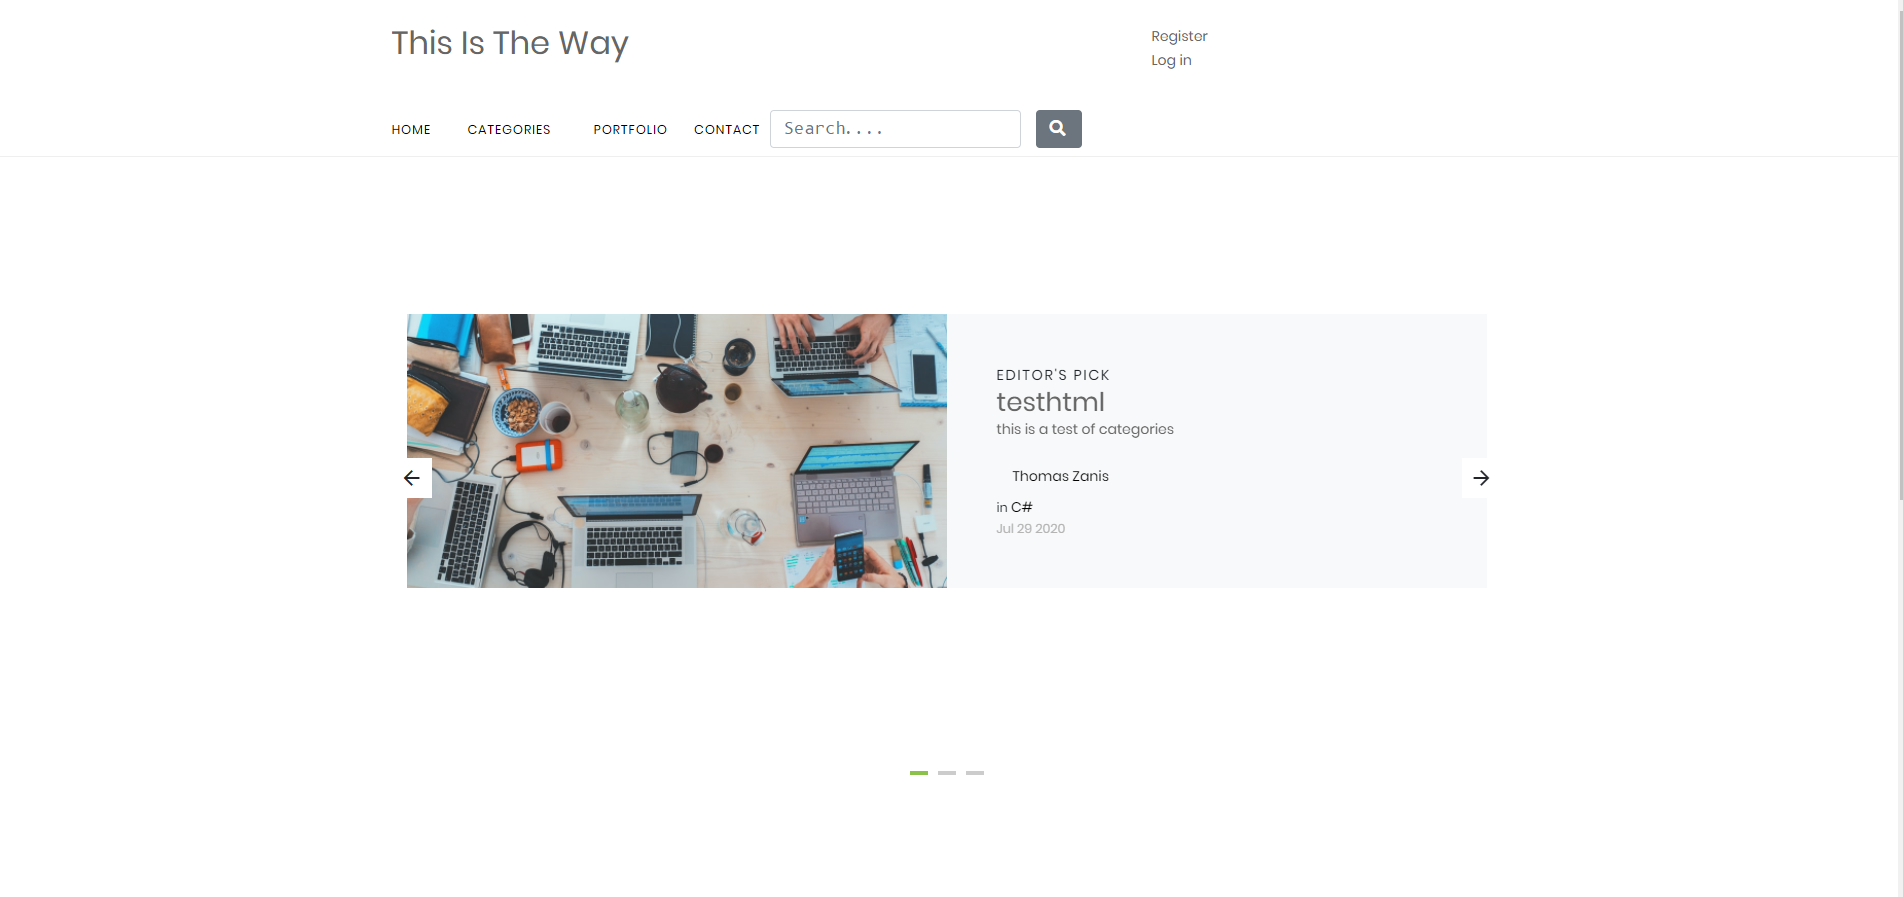 This Is The Way
Register
Log in
HOME CATEGORIES PORTFOLIO CONTACT Search....
EDITOR'S PICK
testhtml
this is a test of categories
Thomas Zanis
in C#
Jul 29 2020